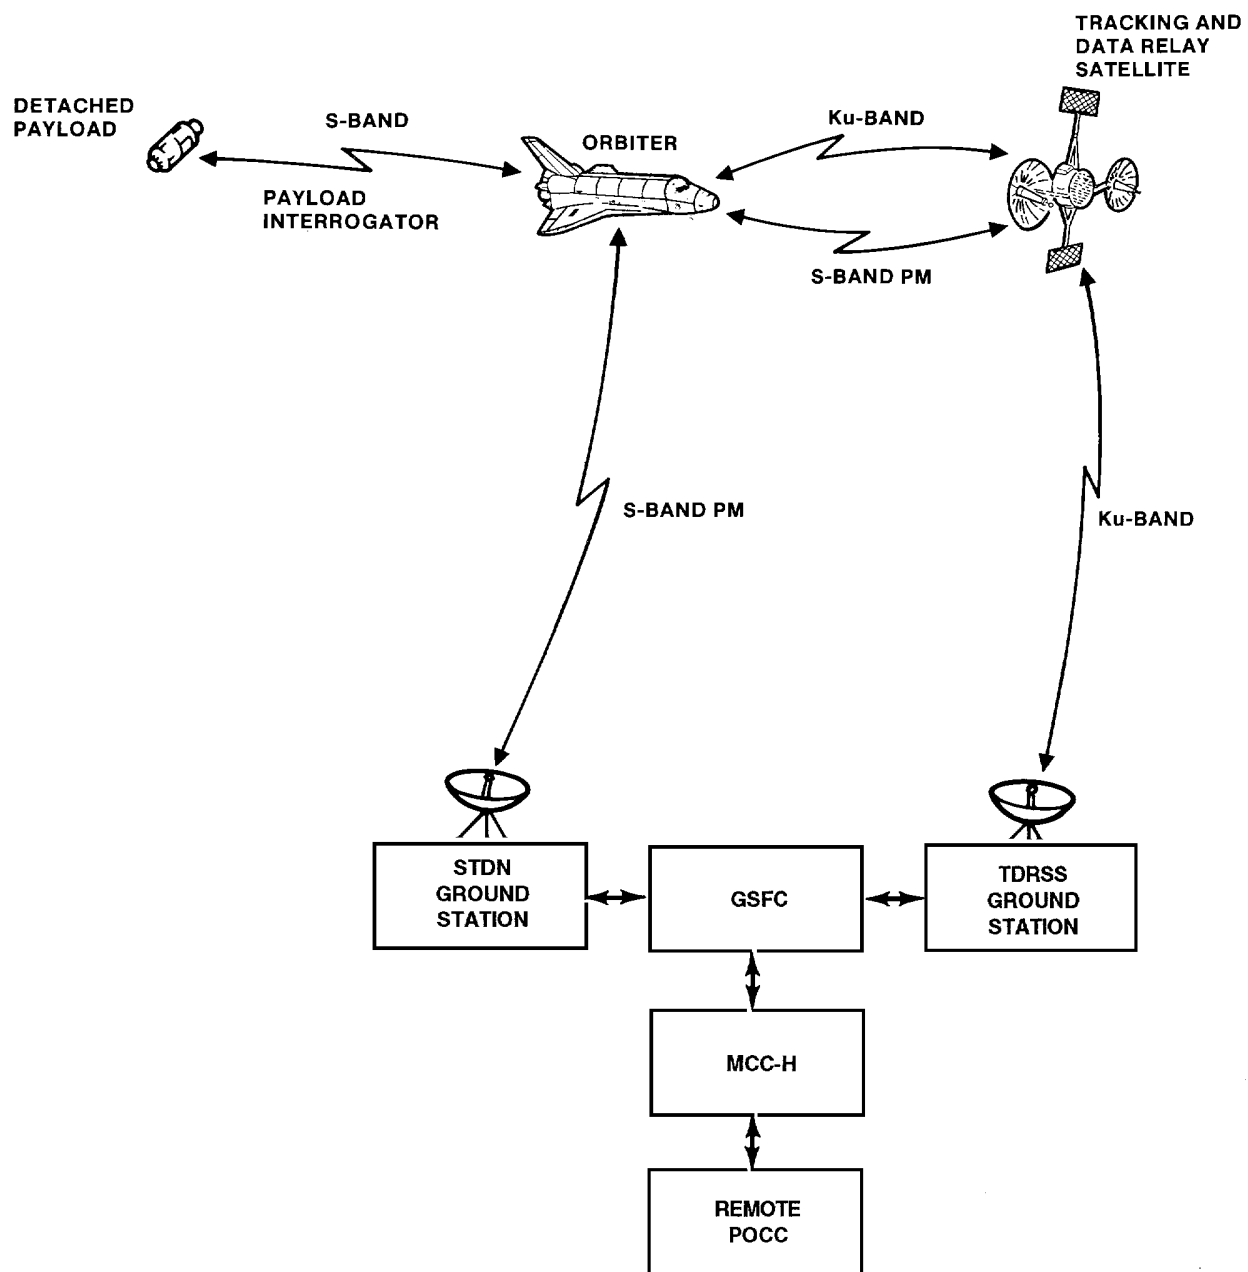 TRACKING AND
DATA RELAY
SATELLITE
DETACHED
PAYLOAD
S-BAND
PAYLOAD
INTERROGATOR
ORBITER
Ku-BAND
S-BAND PM
S-BAND PM
Ku-BAND
STDN
GROUND
STATION
GSFC
TDRSS
GROUND
STATION
MCC-H
REMOTE
POCC